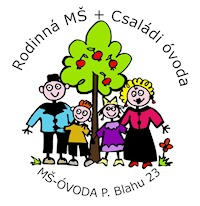 Rodinná MŠ + Családi óvoda
MŠ-ÓVODA P. Blahu 23